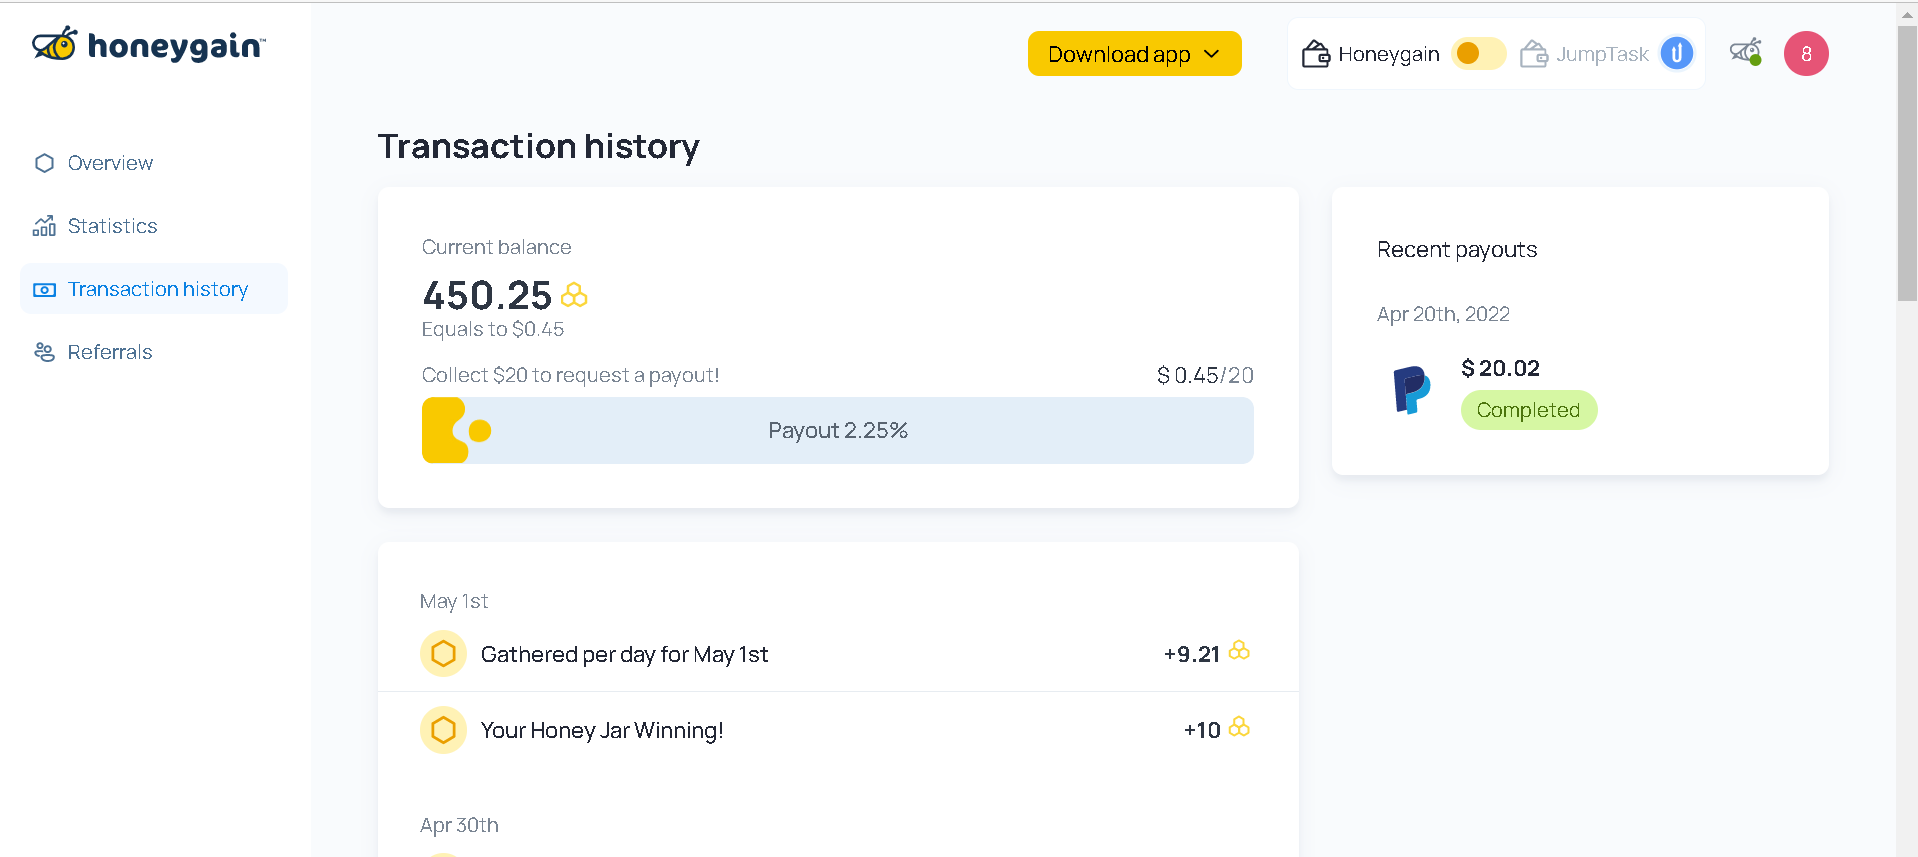 honeygain™
Download app
Honeygain
JumpTask
8
Overview
Statistics
Transaction history
Referrals
Transaction history
Current balance
450.25
Equals to $0.45
Collect $20 to request a payout!
$ 0.45/20
Payout 2.25%
Recent payouts
Apr 20th, 2022
$ 20.02
Completed
May 1st
Gathered per day for May 1st
+9.21
Your Honey Jar Winning!
+10
Apr 30th